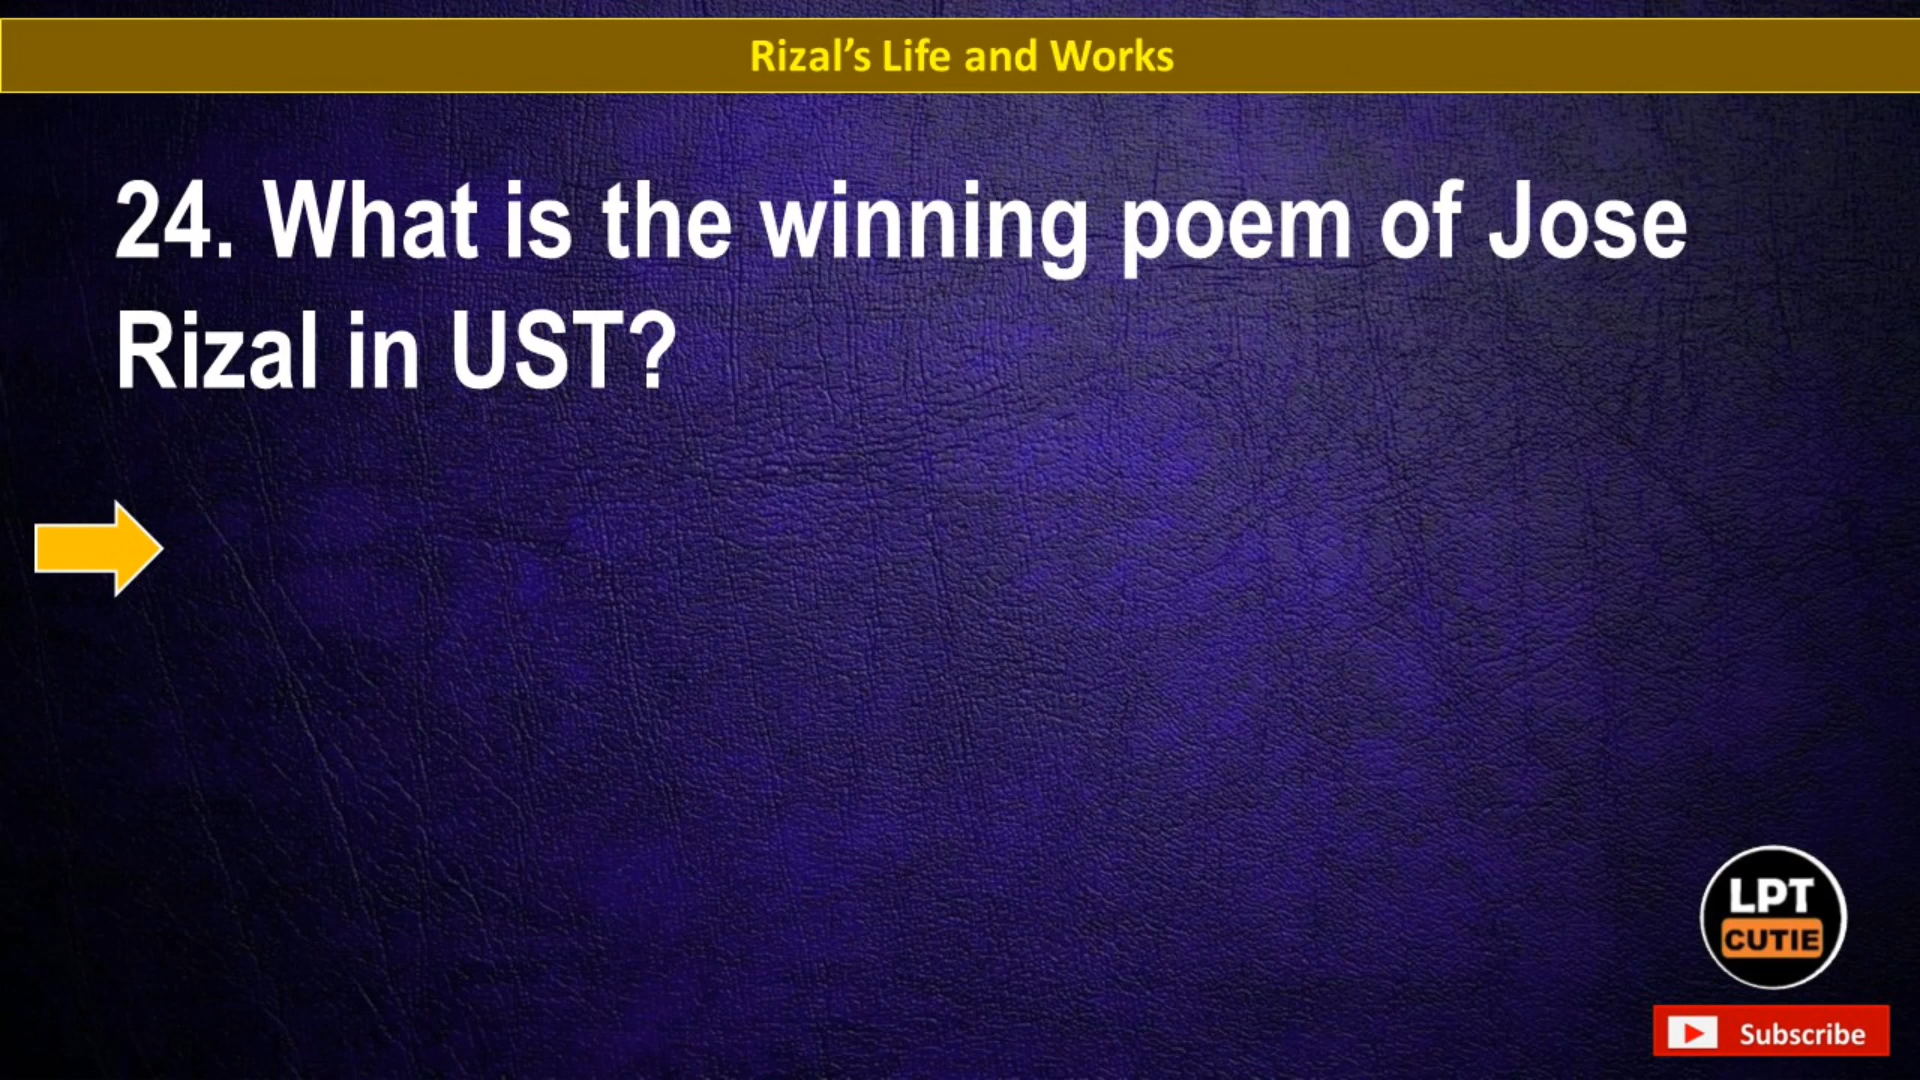 Rizal’s Life and Works
24. What is the winning poem of Jose
Rizal in UST?
LPT
CUTIE
Subscribe